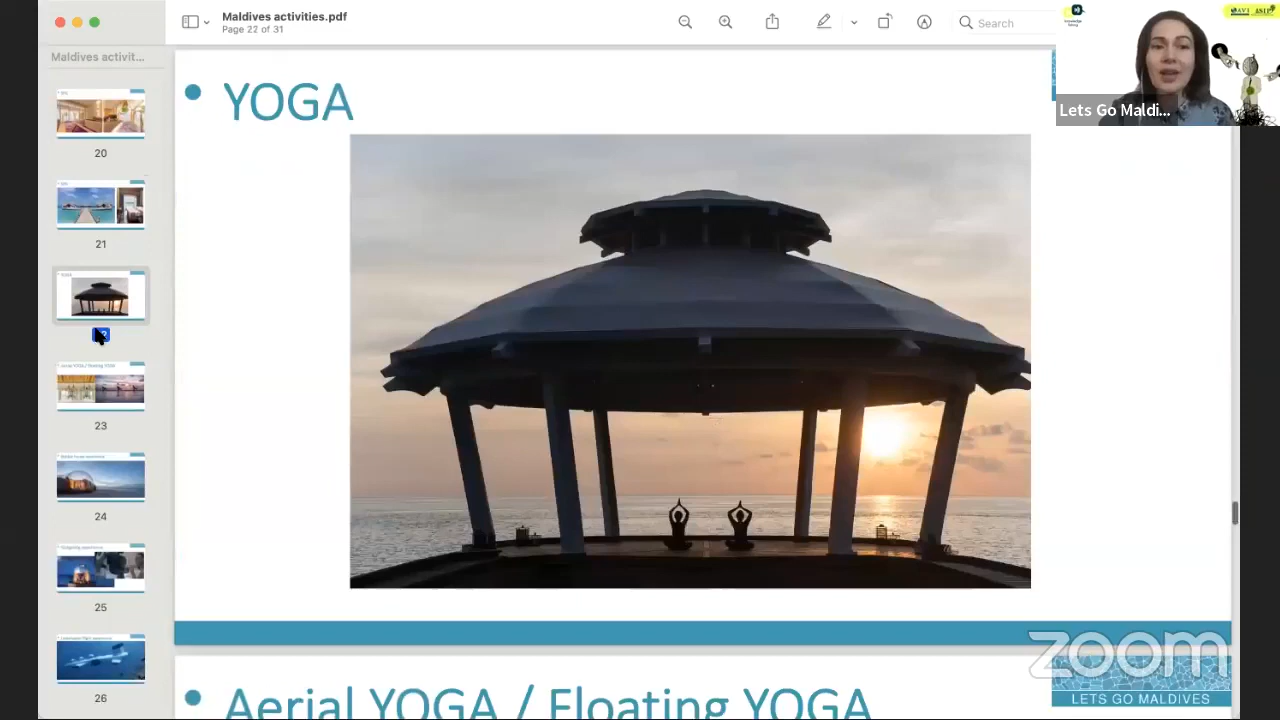 Maldives activities.pdf
Page 22 of 31
Search
Maldives activit...
20
21
22
23
24
25
26
• YOGA
• Aerial YOGA / Floating YOGA
Lets Go Maldi...
zoom
LETS GO MALDIVES